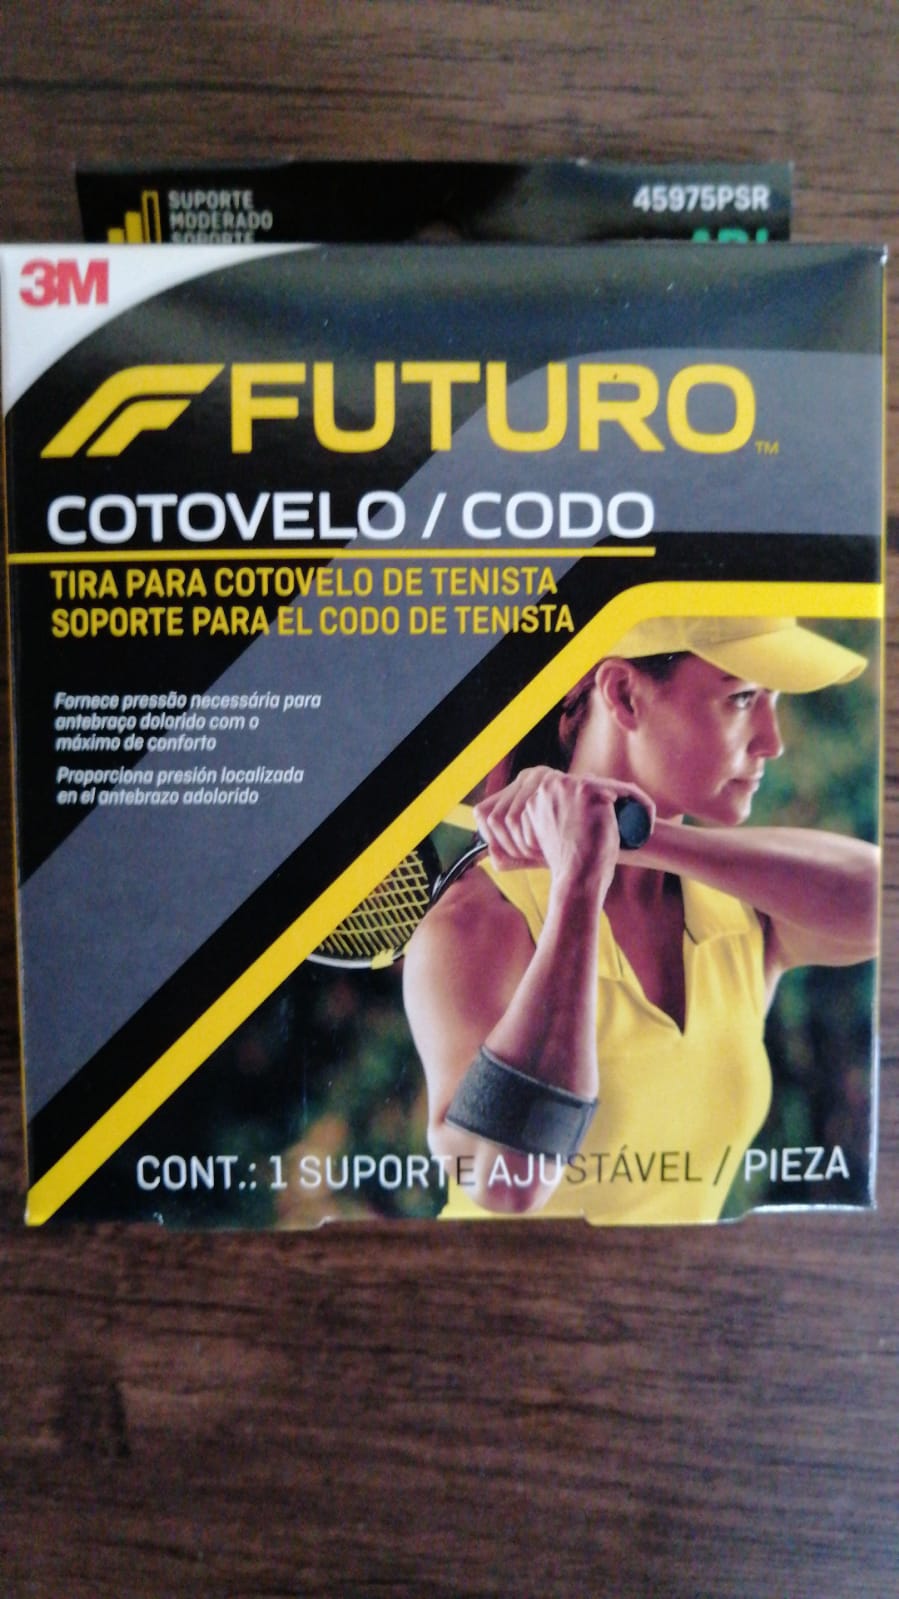 SUPORTE
MODERADO
SOPORTE
45975PSR
3M
FUTURO™
COTOVELO / CODO
TIRA PARA COTOVELO DE TENISTA
SOPORTE PARA EL CODO DE TENISTA
Fornece pressão necessária para
antebraço dolorido com o
máximo de conforto
Proporciona presión localizada
en el antebrazo adolorido
CONT.: 1 SUPORTE AJUSTÁVEL / PIEZA